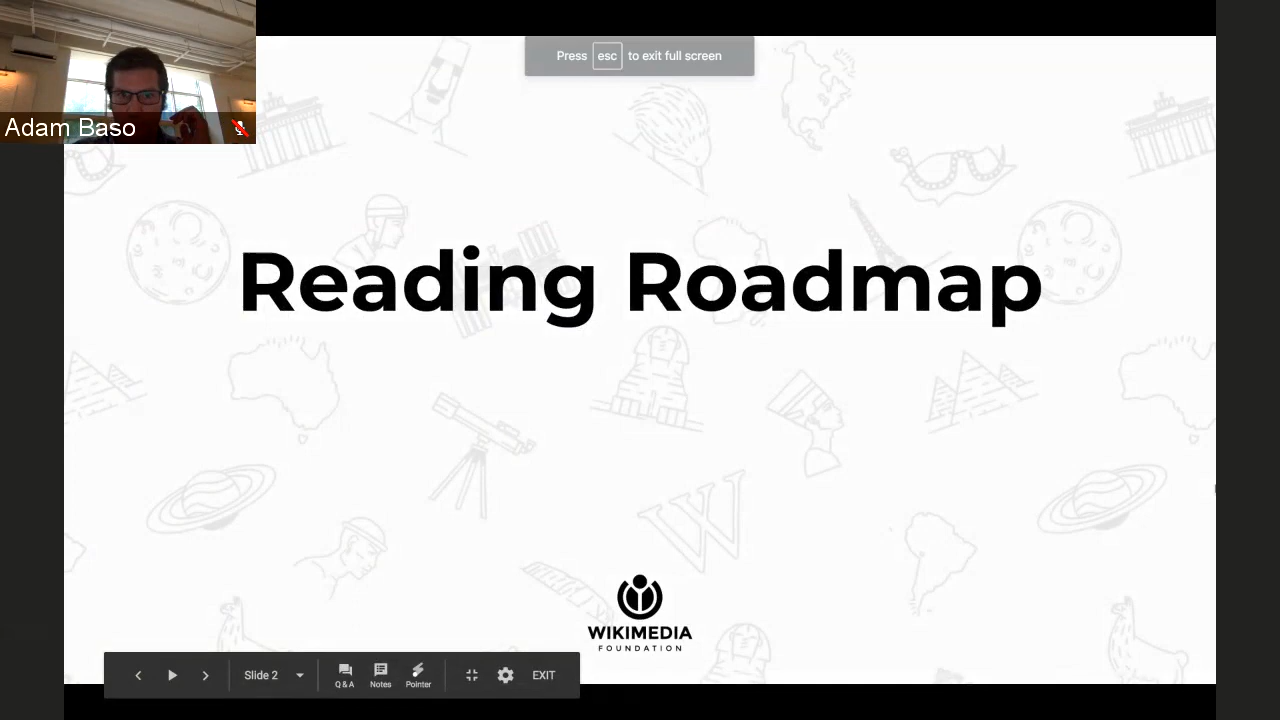 Press esc to exit full screen
Adam Baso
Reading Roadmap
W
WIKIMEDIA
FOUNDATION
Slide 2
Q & A
Notes
Pointer
EXIT